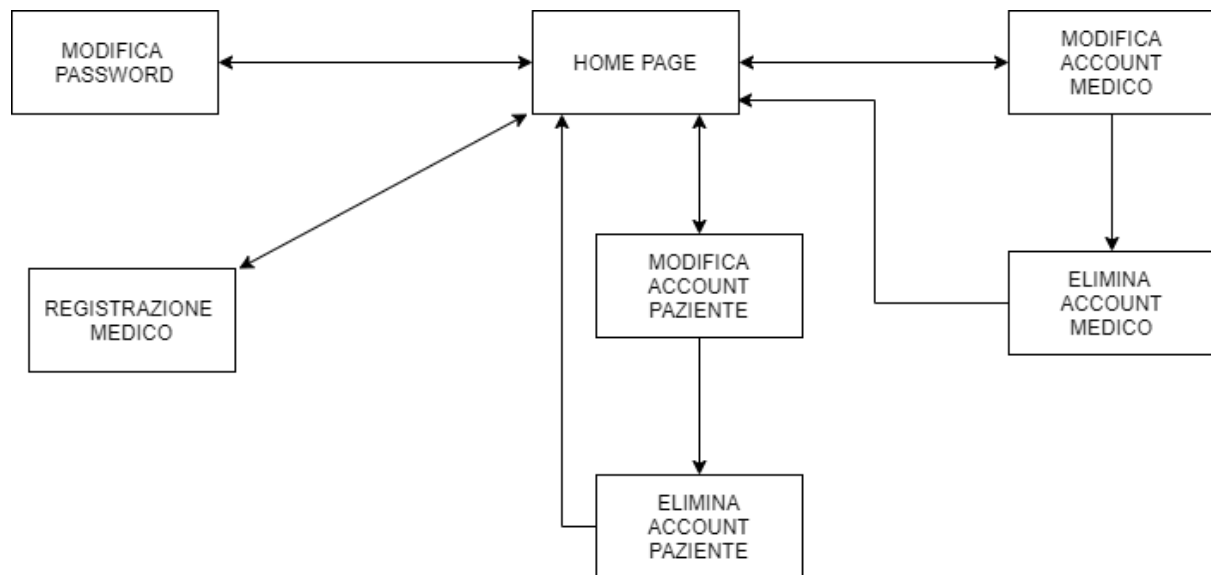 MODIFICA
PASSWORD
HOME PAGE
MODIFICA
ACCOUNT
MEDICO
REGISTRAZIONE
MEDICO
MODIFICA
ACCOUNT
PAZIENTE
ELIMINA
ACCOUNT
MEDICO
ELIMINA
ACCOUNT
PAZIENTE